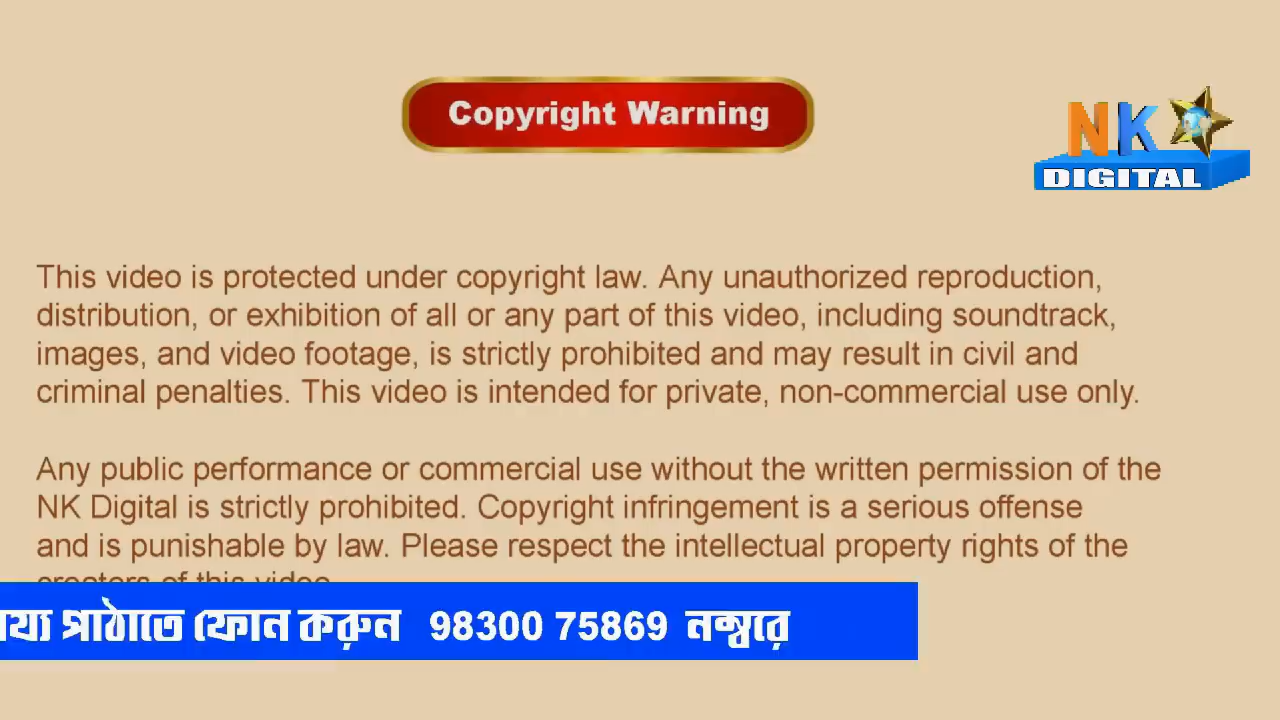 Copyright Warning
NK
DIGITAL
This video is protected under copyright law. Any unauthorized reproduction,
distribution, or exhibition of all or any part of this video, including soundtrack,
images, and video footage, is strictly prohibited and may result in civil and
criminal penalties. This video is intended for private, non-commercial use only.
Any public performance or commercial use without the written permission of the
NK Digital is strictly prohibited. Copyright infringement is a serious offense
and is punishable by law. Please respect the intellectual property rights of the
creators of this video.
পাঠাতে ফোন করুন 98300 75869 নম্বরে